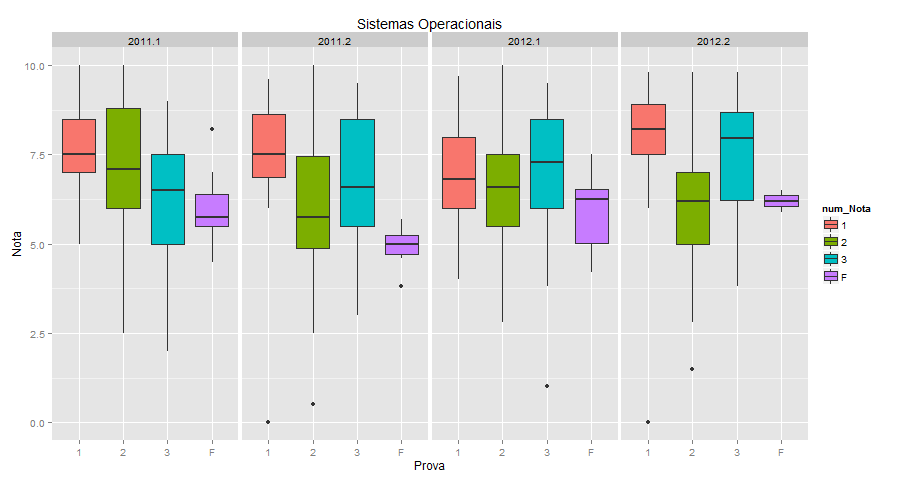 Sistemas Operacionais
2011.1 2011.2 2012.1 2012.2
Nota
10.0
7.5
5.0
2.5
0.0
1 2 3 F 1 2 3 F 1 2 3 F 1 2 3 F
Prova
num_Nota
1
2
3
F